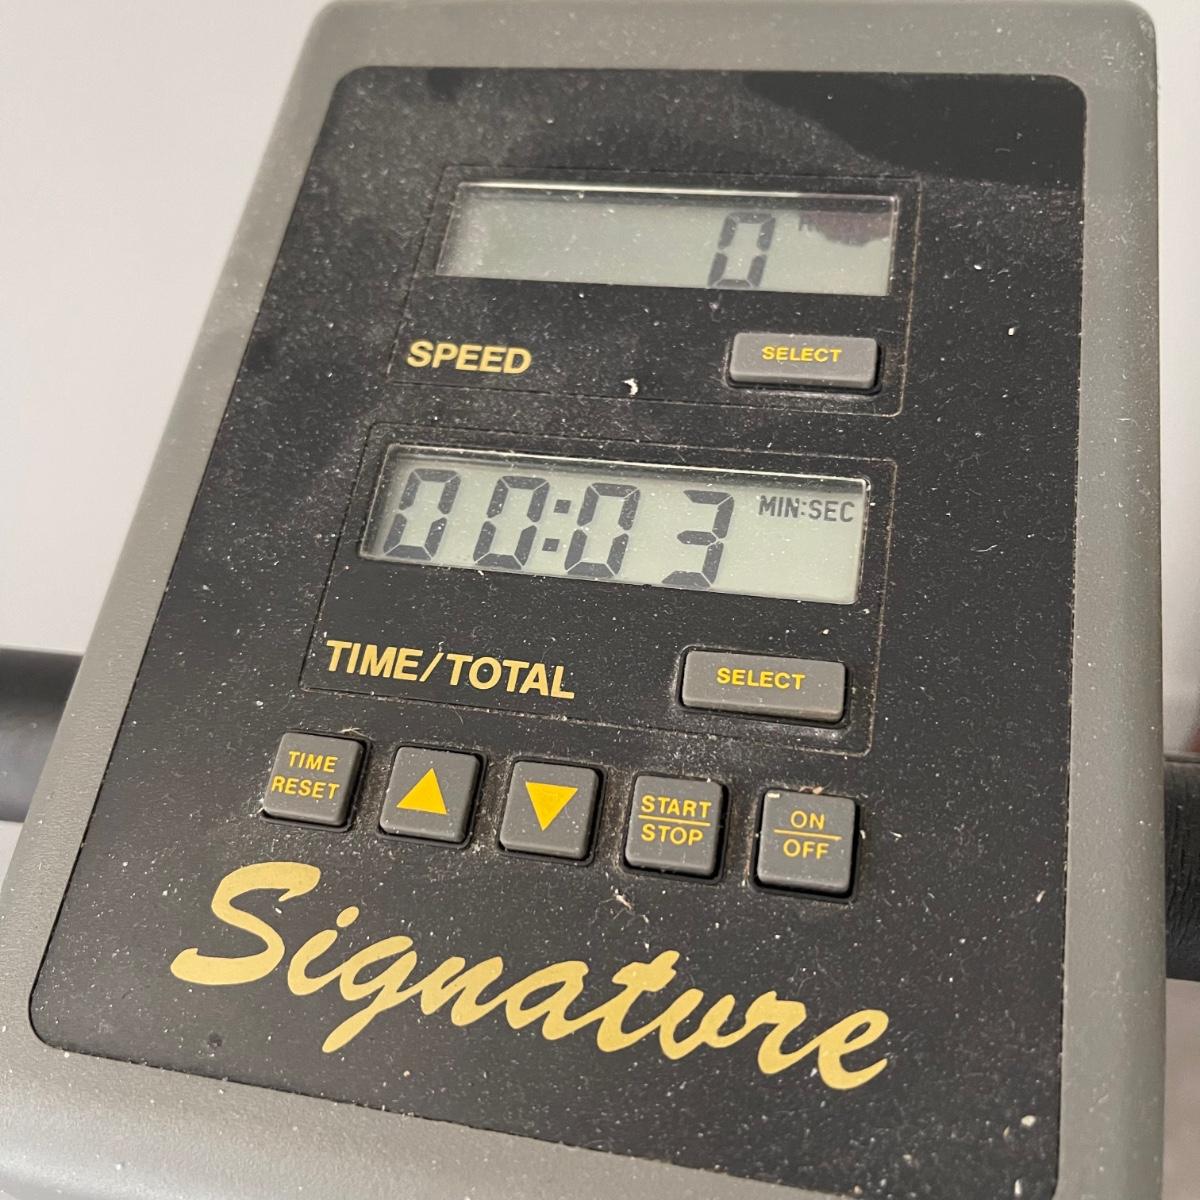 0
SPEED
SELECT
00:03 MIN:SEC
TIME/TOTAL
SELECT
TIME
RESET
START
STOP
ON
OFF
Signature